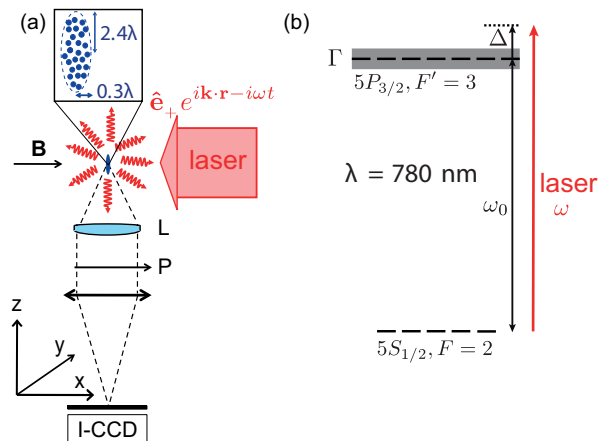 (a)
2.4λ
0.3λ
ê₊ e^{ik·r−iωt}
B
laser
L
P
z
y
x
I-CCD
(b)
Δ
Γ
5P_{3/2}, F′ = 3
λ = 780 nm
ω₀
laser
ω
5S_{1/2}, F = 2